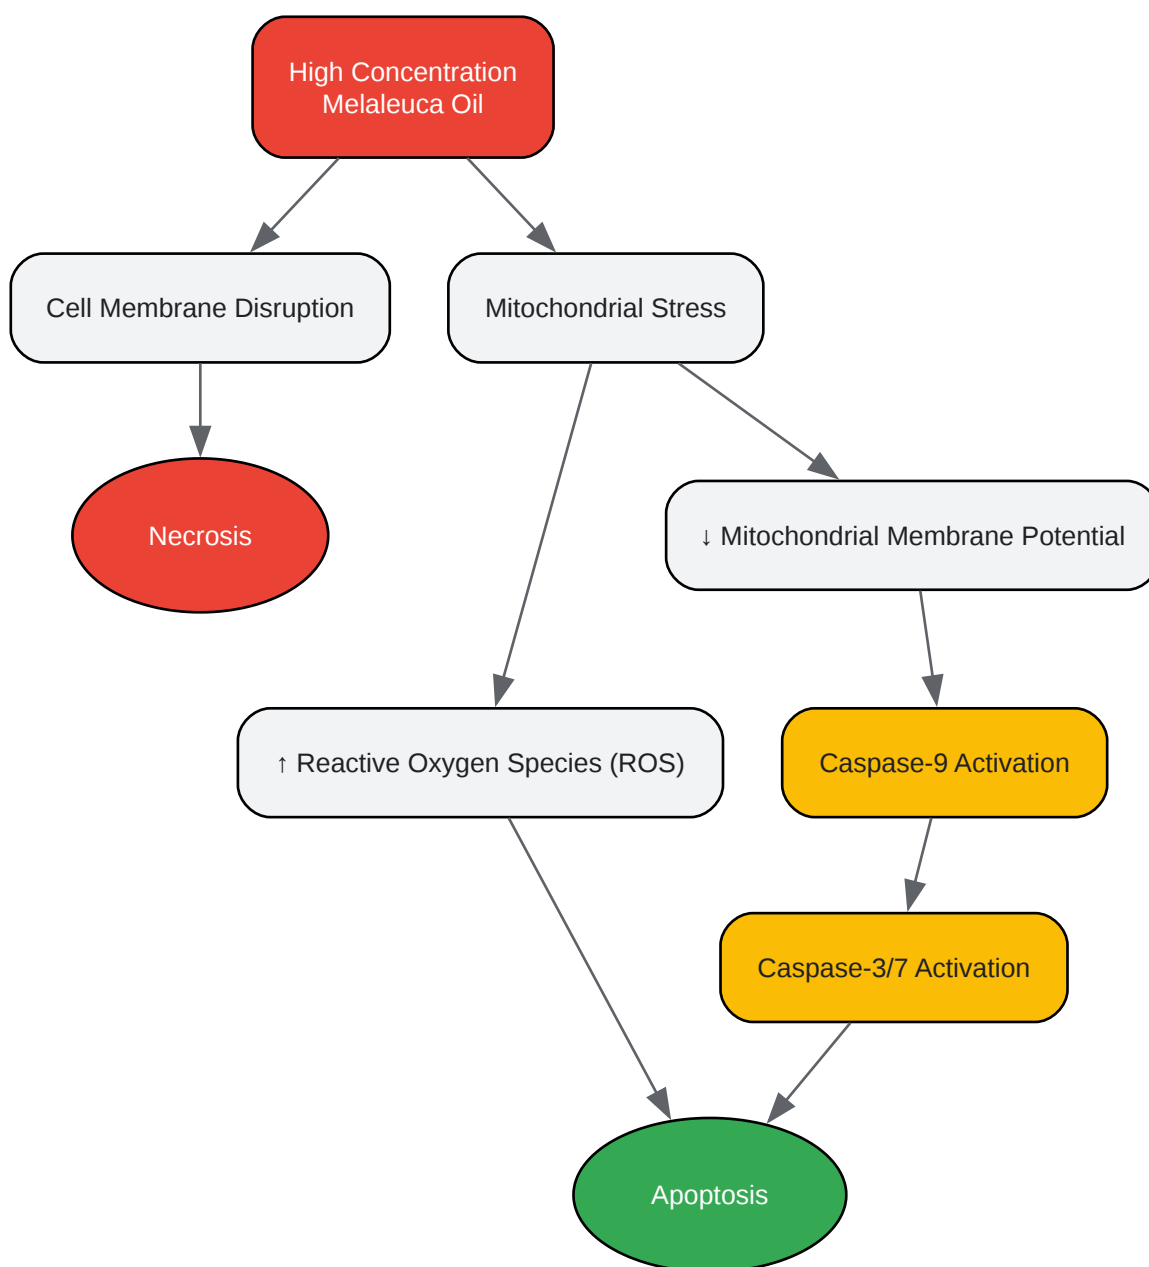 High Concentration
Melaleuca Oil
Cell Membrane Disruption
Mitochondrial Stress
Necrosis
↓ Mitochondrial Membrane Potential
↑ Reactive Oxygen Species (ROS)
Caspase-9 Activation
Caspase-3/7 Activation
Apoptosis